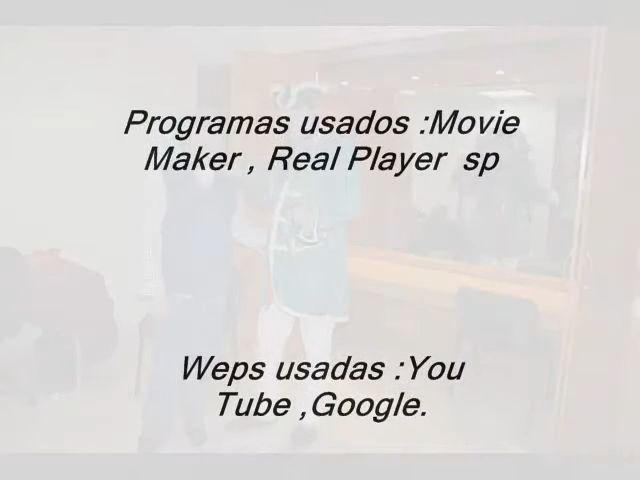 Programas usados :Movie
Maker , Real Player  sp
Weps usadas :You
Tube ,Google.